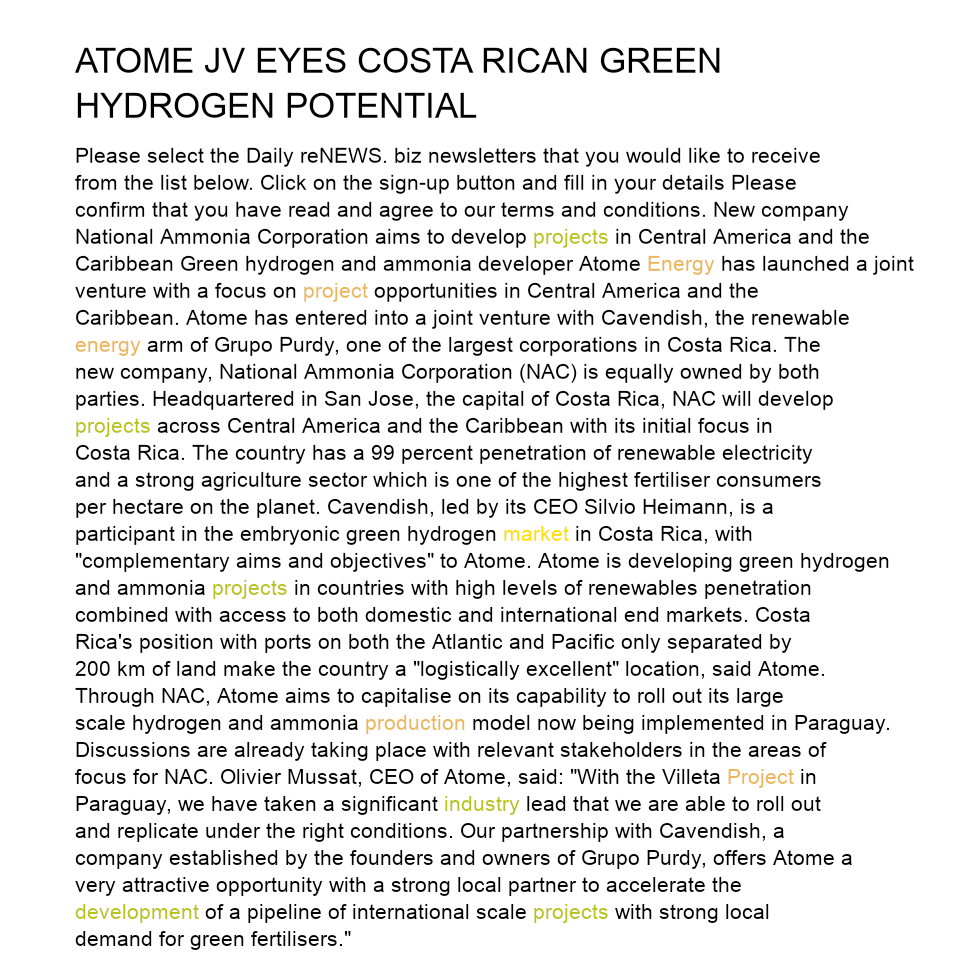 ATOME JV EYES COSTA RICAN GREEN
HYDROGEN POTENTIAL
Please select the Daily reNEWS. biz newsletters that you would like to receive
from the list below. Click on the sign-up button and fill in your details Please
confirm that you have read and agree to our terms and conditions. New company
National Ammonia Corporation aims to develop projects in Central America and the
Caribbean Green hydrogen and ammonia developer Atome Energy has launched a joint
venture with a focus on project opportunities in Central America and the
Caribbean. Atome has entered into a joint venture with Cavendish, the renewable
energy arm of Grupo Purdy, one of the largest corporations in Costa Rica. The
new company, National Ammonia Corporation (NAC) is equally owned by both
parties. Headquartered in San Jose, the capital of Costa Rica, NAC will develop
projects across Central America and the Caribbean with its initial focus in
Costa Rica. The country has a 99 percent penetration of renewable electricity
and a strong agriculture sector which is one of the highest fertiliser consumers
per hectare on the planet. Cavendish, led by its CEO Silvio Heimann, is a
participant in the embryonic green hydrogen market in Costa Rica, with
"complementary aims and objectives" to Atome. Atome is developing green hydrogen
and ammonia projects in countries with high levels of renewables penetration
combined with access to both domestic and international end markets. Costa
Rica's position with ports on both the Atlantic and Pacific only separated by
200 km of land make the country a "logistically excellent" location, said Atome.
Through NAC, Atome aims to capitalise on its capability to roll out its large
scale hydrogen and ammonia production model now being implemented in Paraguay.
Discussions are already taking place with relevant stakeholders in the areas of
focus for NAC. Olivier Mussat, CEO of Atome, said: "With the Villeta Project in
Paraguay, we have taken a significant industry lead that we are able to roll out
and replicate under the right conditions. Our partnership with Cavendish, a
company established by the founders and owners of Grupo Purdy, offers Atome a
very attractive opportunity with a strong local partner to accelerate the
development of a pipeline of international scale projects with strong local
demand for green fertilisers."